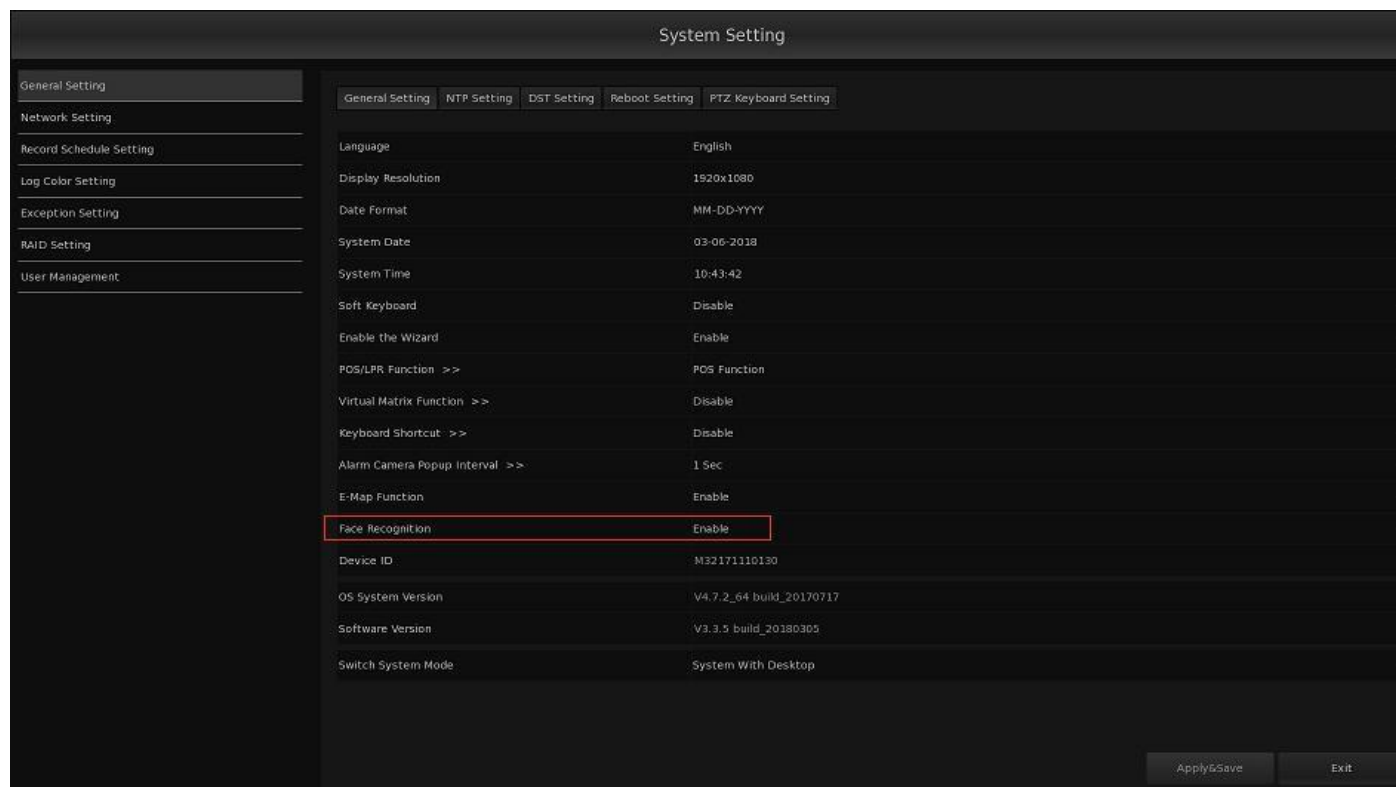 System Setting
General Setting
Network Setting
Record Schedule Setting
Log Color Setting
Exception Setting
RAID Setting
User Management
General Setting NTP Setting DST Setting Reboot Setting PTZ Keyboard Setting
Language English
Display Resolution 1920x1080
Date Format MM-DD-YYYY
System Date 03-06-2018
System Time 10:43:42
Soft Keyboard Disable
Enable the Wizard Enable
POS/LPR Function >> POS Function
Virtual Matrix Function >> Disable
Keyboard Shortcut >> Disable
Alarm Camera Popup Interval >> 1 Sec
E-Map Function Enable
Face Recognition Enable
Device ID M32171110130
OS System Version V4.7.2_64 build_20170717
Software Version V3.3.5 build_20180305
Switch System Mode System With Desktop
Apply&Save Exit